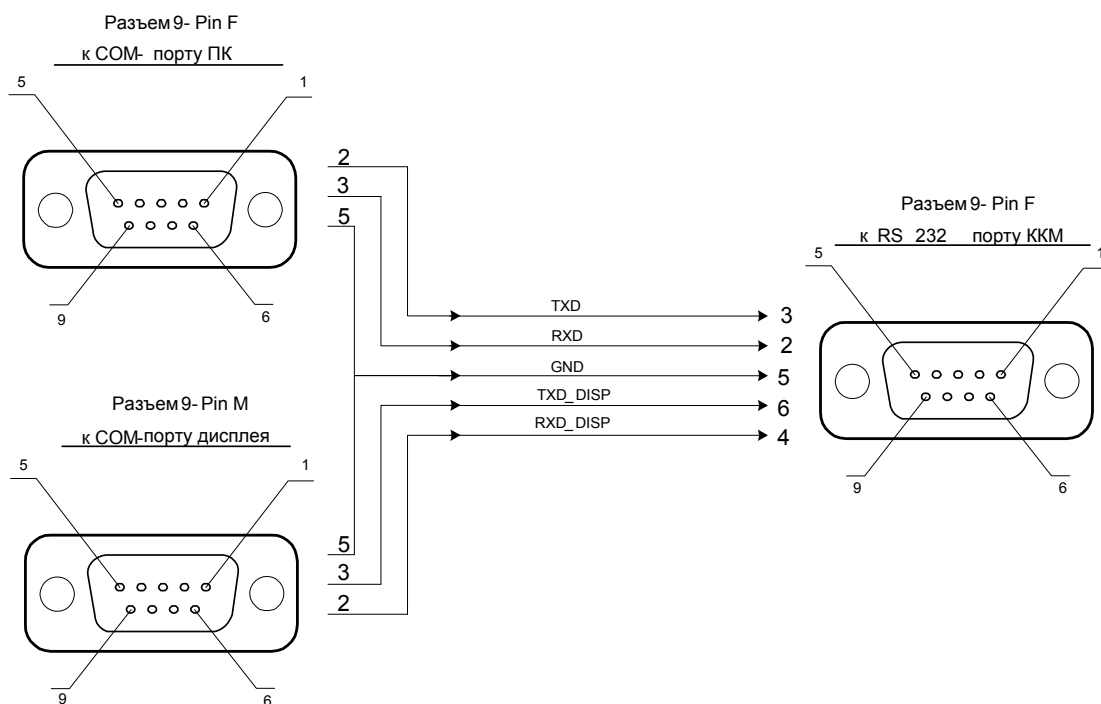 Разъем 9- Pin F
к COM- порту ПК
5
1
9
6
2
3
5
Разъем 9- Pin F
к RS 232 порту ККМ
5
1
9
6
TXD
3
RXD
2
GND
5
TXD_DISP
6
RXD_DISP
4
Разъем 9- Pin M
к COM-порту дисплея
5
1
9
6
5
3
2